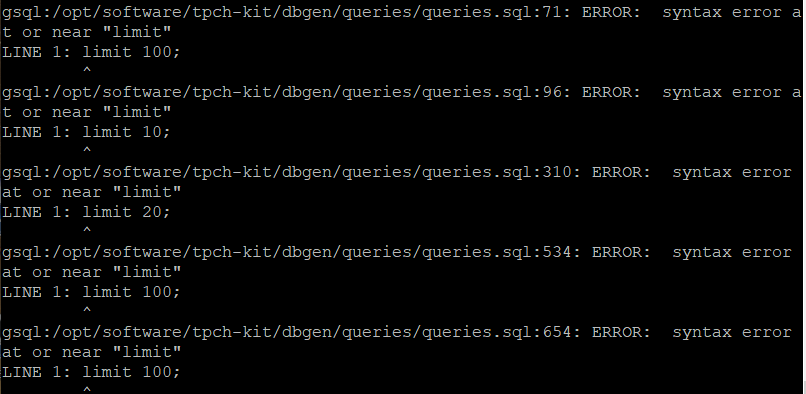 gsql:/opt/software/tpch-kit/dbgen/queries/queries.sql:71: ERROR:  syntax error a
t or near "limit"
LINE 1: limit 100;
        ^
gsql:/opt/software/tpch-kit/dbgen/queries/queries.sql:96: ERROR:  syntax error a
t or near "limit"
LINE 1: limit 10;
        ^
gsql:/opt/software/tpch-kit/dbgen/queries/queries.sql:310: ERROR:  syntax error
at or near "limit"
LINE 1: limit 20;
        ^
gsql:/opt/software/tpch-kit/dbgen/queries/queries.sql:534: ERROR:  syntax error
at or near "limit"
LINE 1: limit 100;
        ^
gsql:/opt/software/tpch-kit/dbgen/queries/queries.sql:654: ERROR:  syntax error
at or near "limit"
LINE 1: limit 100;
        ^